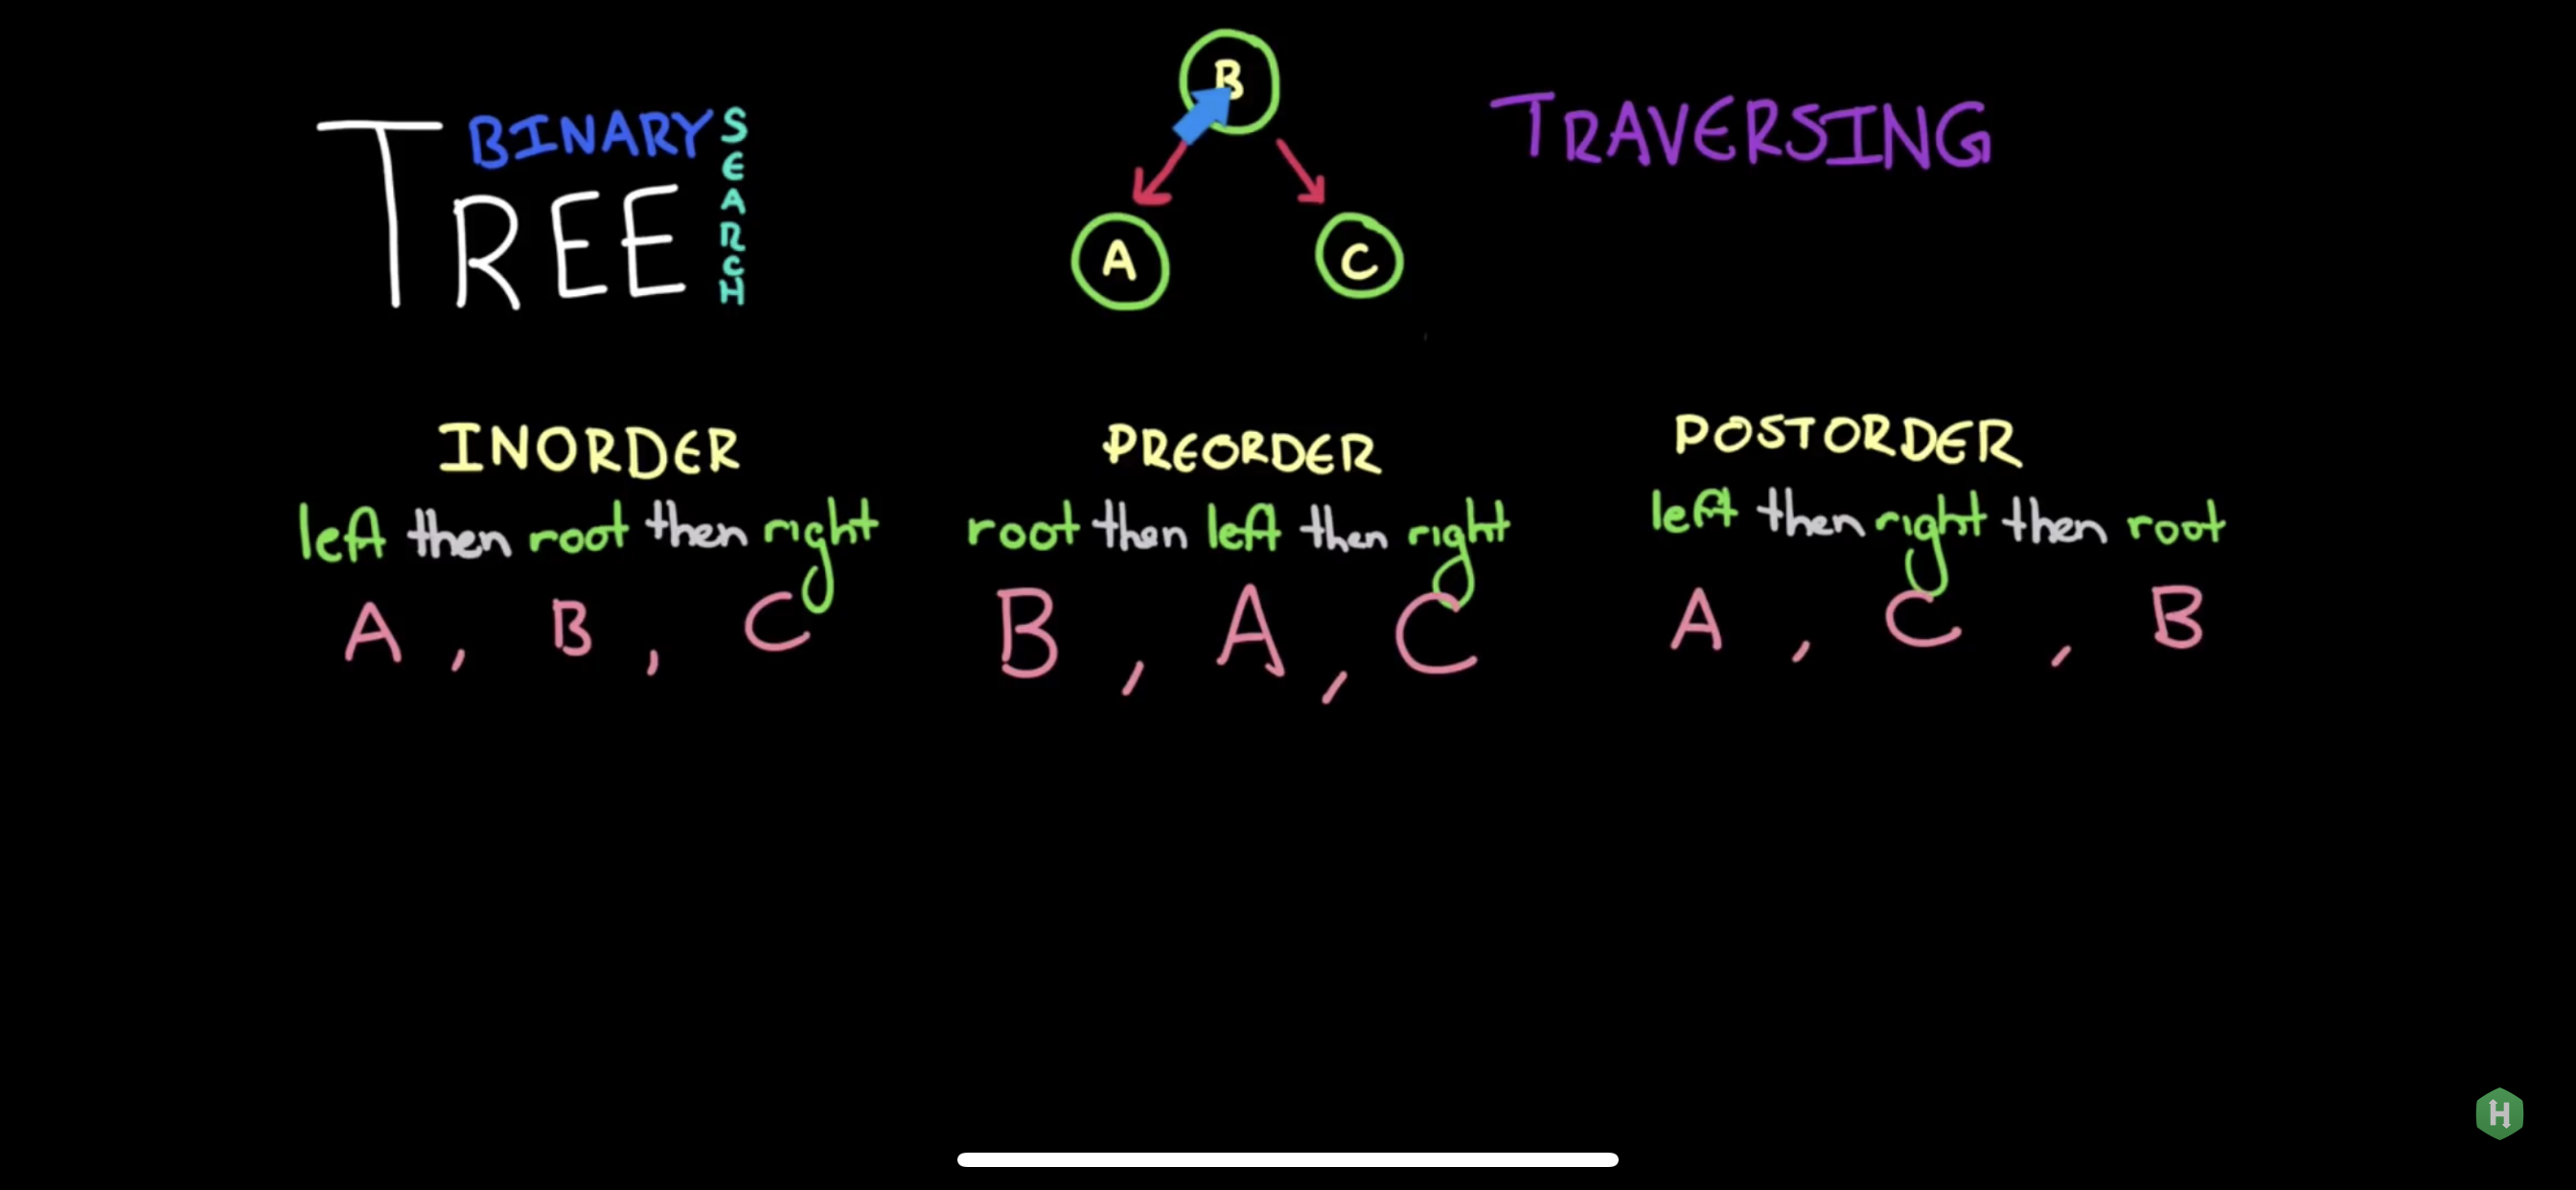 TREE BINARY SEARCH
B
A
C
TRAVERSING
INORDER
left then root then right
A , B , C
PREORDER
root then left then right
B , A , C
POSTORDER
left then right then root
A , C , B
H